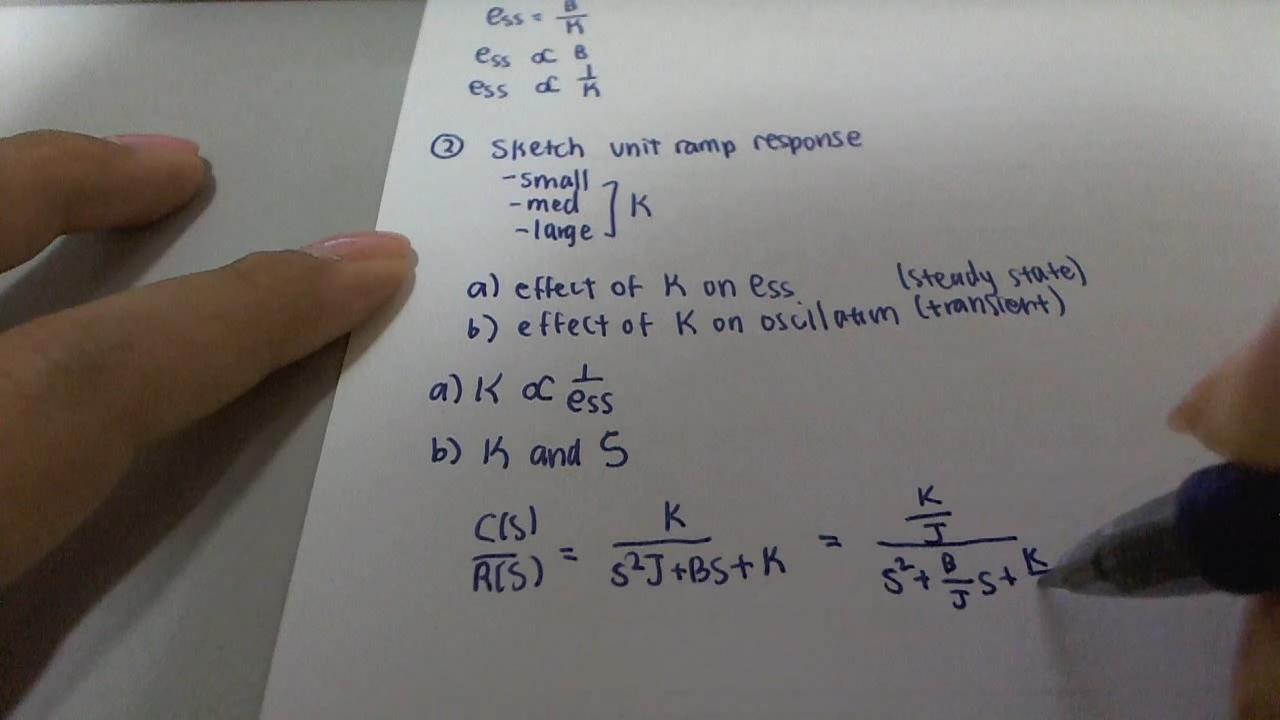 ess = B/K
ess ∝ B
ess ∝ 1/K
② Sketch unit ramp response
-small
-med ] K
-large
a) effect of K on ess (steady state)
b) effect of K on oscilation (transient)
a) K ∝ 1/ess
b) K and S
C(S)/R(S) = K/(S²J+BS+K) = (K/J)/(S²+B/J S+K